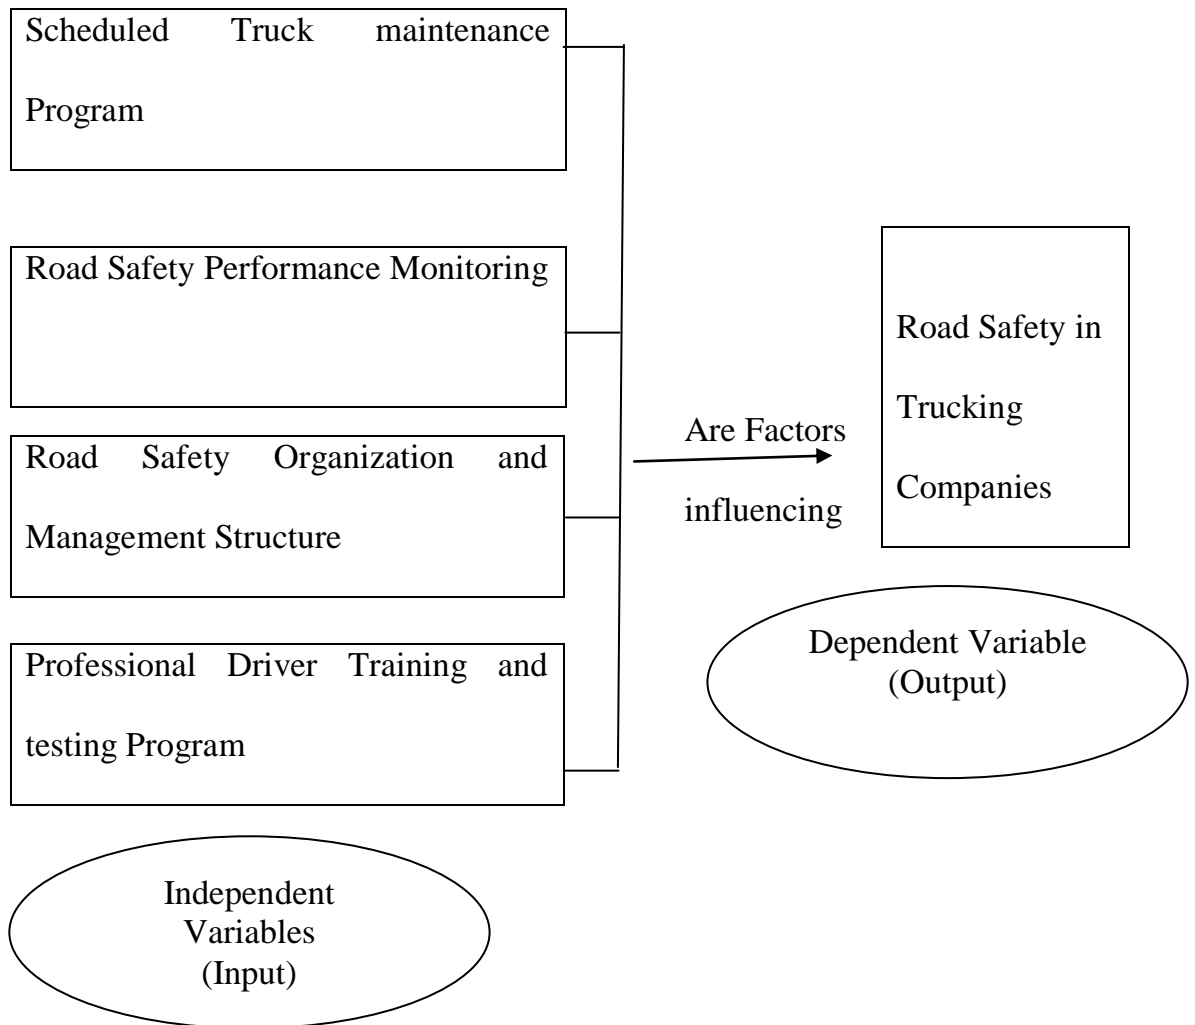 Scheduled Truck maintenance
Program
Road Safety Performance Monitoring
Road Safety Organization and
Management Structure
Professional Driver Training and
testing Program
Independent
Variables
(Input)
Are Factors
influencing
Road Safety in
Trucking
Companies
Dependent Variable
(Output)